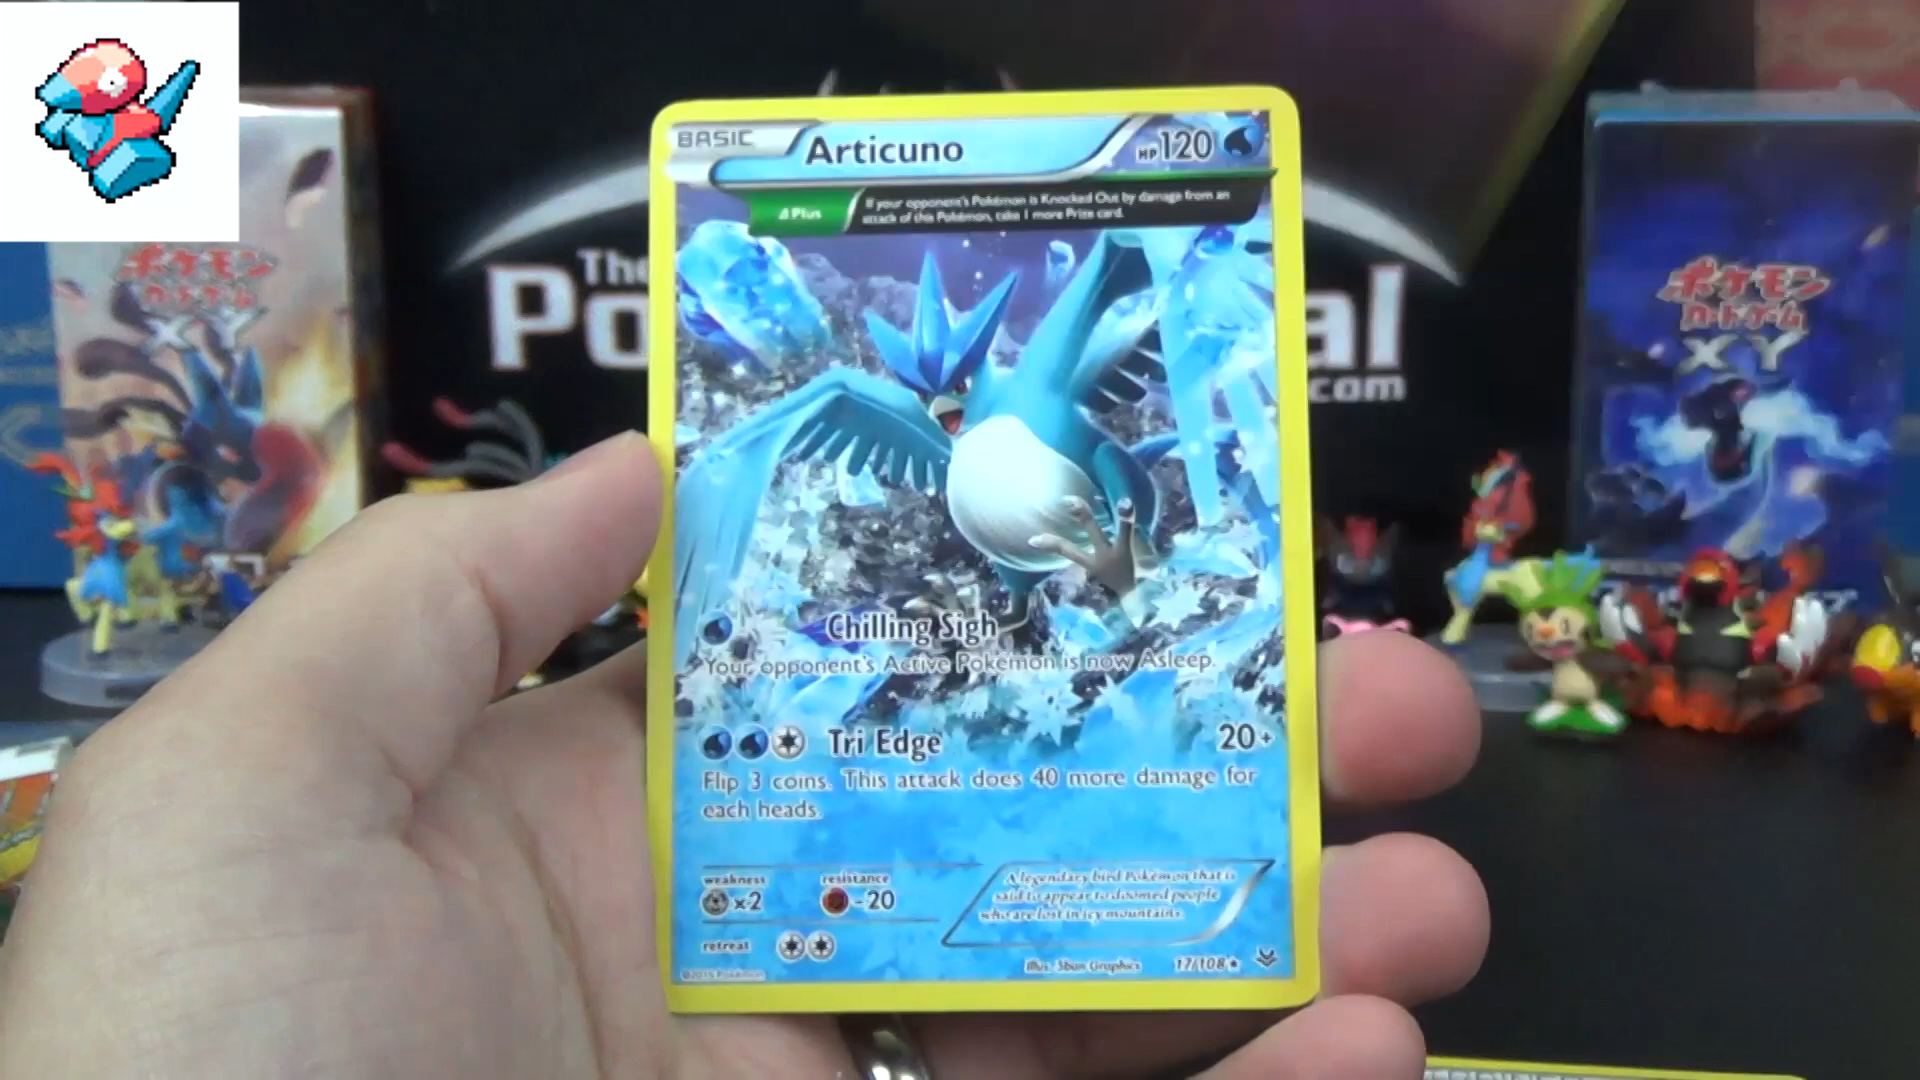 BASIC
Articuno
HP120
Δ Plus
If your opponent's Pokémon is Knocked Out by damage from an
attack of this Pokémon, take 1 more Prize card.
The
Po
al
.com
ポケモン
カードゲーム
XY
ポケモン
カードゲーム
XY
Chilling Sigh
Your opponent's Active Pokémon is now Asleep.
Tri Edge
20+
Flip 3 coins. This attack does 40 more damage for
each heads.
weakness
x2
resistance
-20
retreat
A legendary bird Pokémon that is
said to appear to doomed people
who are lost in icy mountains.
©2015 Pokémon
Illus. 5ban Graphics
17/108